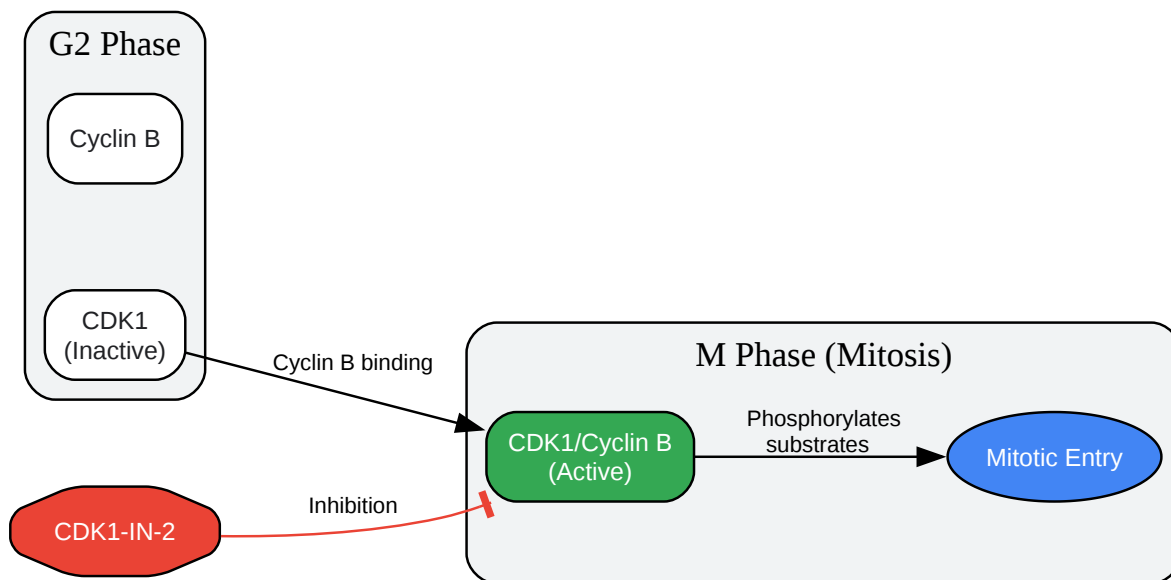 G2 Phase
Cyclin B
CDK1
(Inactive)
Cyclin B binding
M Phase (Mitosis)
CDK1/Cyclin B
(Active)
Phosphorylates
substrates
Mitotic Entry
Inhibition
CDK1-IN-2